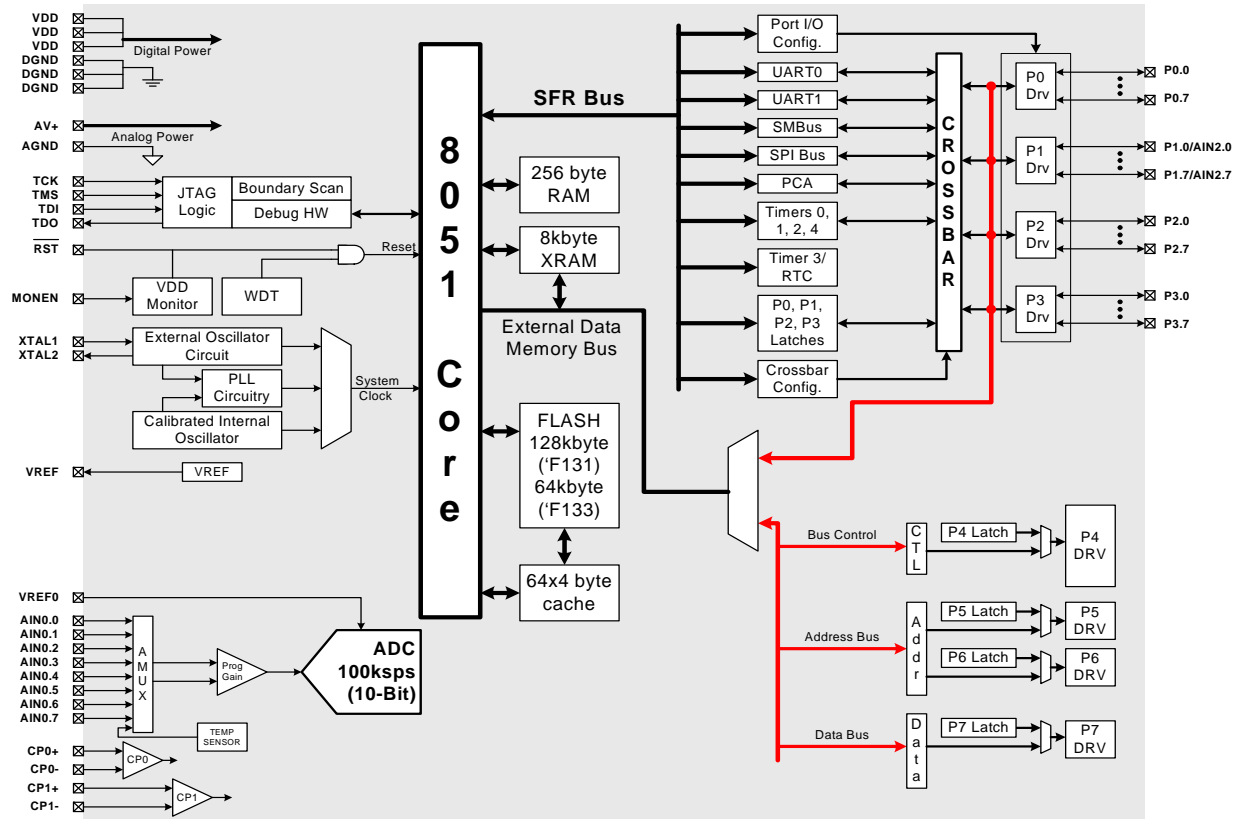 VDD
VDD
VDD
Digital Power
DGND
DGND
DGND
AV+
Analog Power
AGND
TCK
TMS
TDI
TDO
JTAG
Logic
Boundary Scan
Debug HW
RST
Reset
MONEN
VDD
Monitor
WDT
XTAL1
XTAL2
External Oscillator
Circuit
PLL
Circuitry
Calibrated Internal
Oscillator
System
Clock
VREF
VREF
VREF0
AIN0.0
AIN0.1
AIN0.2
AIN0.3
AIN0.4
AIN0.5
AIN0.6
AIN0.7
AMUX
Prog
Gain
ADC
100ksps
(10-Bit)
TEMP
SENSOR
CP0+
CP0-
CP0
CP1+
CP1-
CP1
8051 Core
SFR Bus
256 byte
RAM
8kbyte
XRAM
External Data
Memory Bus
FLASH
128kbyte
(‘F131)
64kbyte
(‘F133)
64x4 byte
cache
Port I/O
Config.
UART0
UART1
SMBus
SPI Bus
PCA
Timers 0,
1, 2, 4
Timer 3/
RTC
P0, P1,
P2, P3
Latches
Crossbar
Config.
CROSSBAR
P0
Drv
P1
Drv
P2
Drv
P3
Drv
P0.0
P0.7
P1.0/AIN2.0
P1.7/AIN2.7
P2.0
P2.7
P3.0
P3.7
Bus Control
CTL
P4 Latch
P4
DRV
Address Bus
Addr
P5 Latch
P5
DRV
P6 Latch
P6
DRV
Data Bus
Data
P7 Latch
P7
DRV